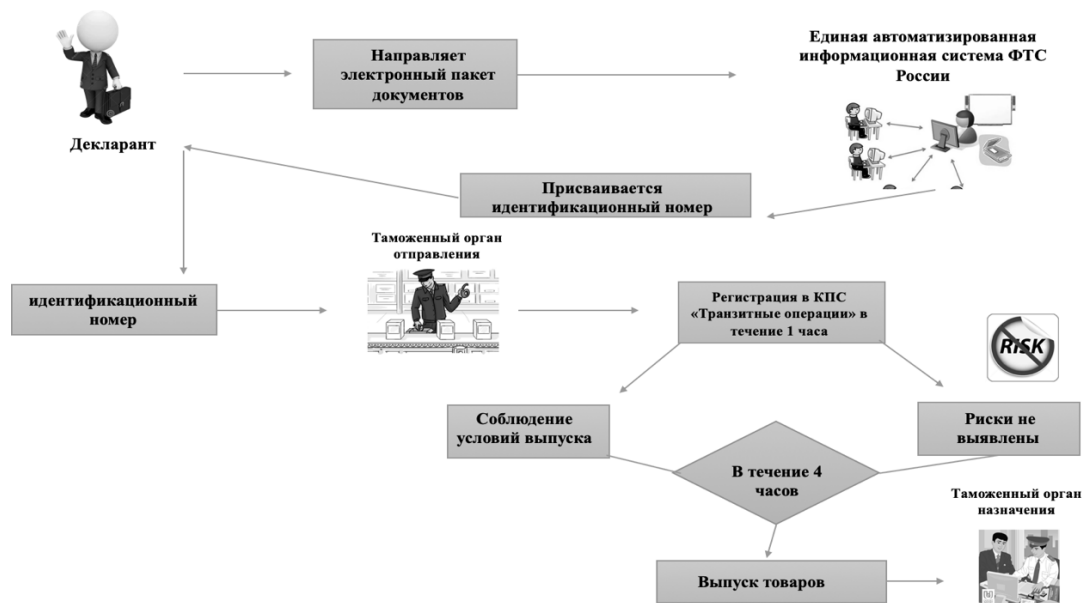 Направляет
электронный пакет
документов
Единая автоматизированная
информационная система ФТС
России
Декларант
Присваивается
идентификационный номер
Таможенный орган
отправления
идентификационный
номер
Регистрация в КПС
«Транзитные операции» в
течение 1 часа
RISK
Соблюдение
условий выпуска
Риски не
выявлены
В течение 4
часов
Таможенный орган
назначения
Выпуск товаров